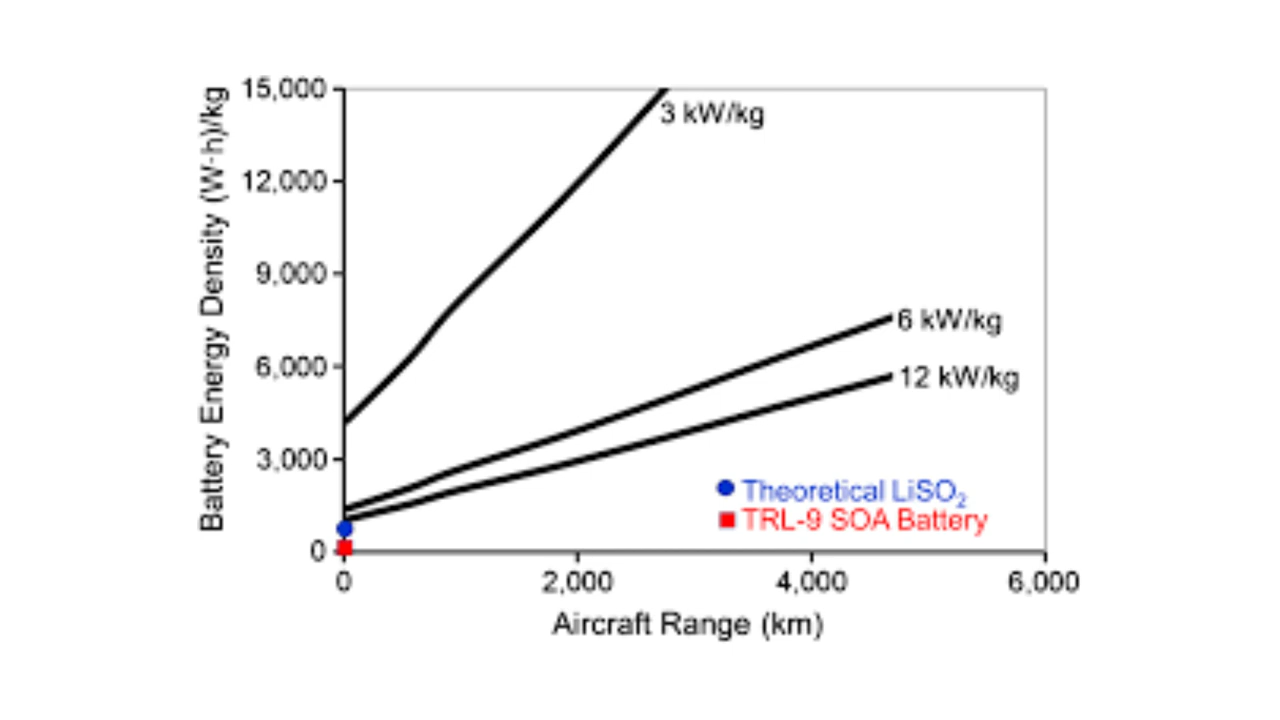 Battery Energy Density (W-h)/kg
15,000
12,000
9,000
6,000
3,000
0
3 kW/kg
6 kW/kg
12 kW/kg
Theoretical LiSO₂
TRL-9 SOA Battery
0 2,000 4,000 6,000
Aircraft Range (km)